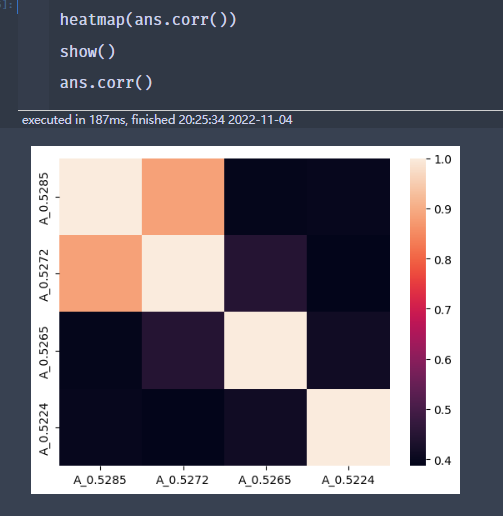 heatmap(ans.corr())
show()
ans.corr()
executed in 187ms, finished 20:25:34 2022-11-04
1.0
0.9
0.8
0.7
0.6
0.5
0.4
A_0.5285
A_0.5272
A_0.5265
A_0.5224
A_0.5285 A_0.5272 A_0.5265 A_0.5224